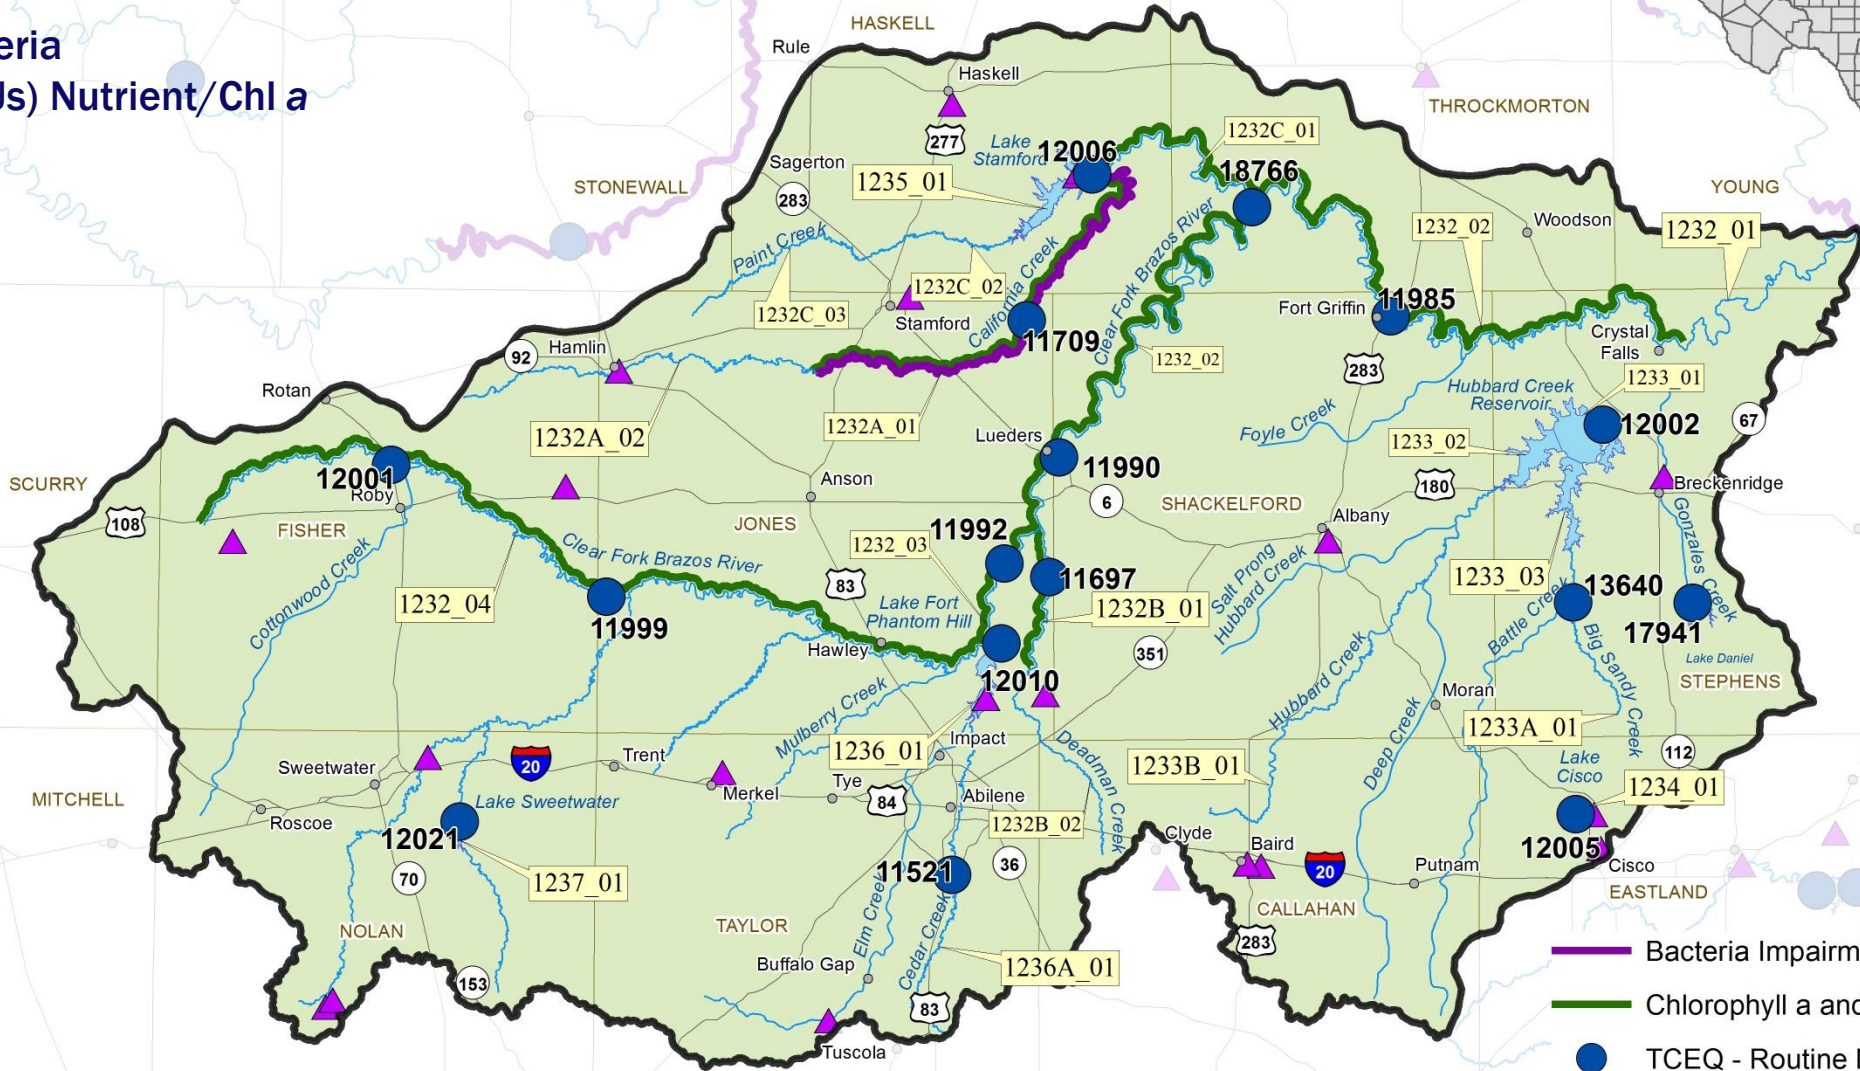 eria
Js) Nutrient/Chl a
HASKELL
Rule
Haskell
277
THROCKMORTON
Sagerton
283
STONEWALL
Lake
Stamford
12006
1235_01
1232C_01
18766
YOUNG
Woodson
1232_02
1232_01
Paint Creek
1232C_02
1232C_03
Stamford
California Creek
11709
Clear Fork Brazos River
1232_02
Fort Griffin
11985
283
Crystal
Falls
92
Hamlin
Rotan
1232A_02
1232A_01
Lueders
11990
6
Foyle Creek
Hubbard Creek
Reservoir
1233_01
12002
67
1233_02
180
Breckenridge
SCURRY
108
12001
Roby
FISHER
Anson
JONES
SHACKELFORD
Albany
Cottonwood Creek
1232_04
Clear Fork Brazos River
11999
83
1232_03
11992
11697
1232B_01
Lake Fort
Phantom Hill
Hawley
12010
351
Salt Prong
Hubbard Creek
1233_03
13640
17941
Gonzales Creek
Battle Creek
Big Sandy Creek
Lake Daniel
STEPHENS
Hubbard Creek
Moran
1233A_01
Deep Creek
112
Lake
Cisco
1234_01
12005
Cisco
EASTLAND
MITCHELL
Sweetwater
Roscoe
20
Trent
Merkel
Mulberry Creek
1236_01
Impact
Tye
84
Abilene
Deadman Creek
1232B_02
1233B_01
Lake Sweetwater
12021
70
1237_01
11521
36
Clyde
Baird
20
Putnam
CALLAHAN
283
NOLAN
153
TAYLOR
Buffalo Gap
Elm Creek
Cedar Creek
1236A_01
83
Tuscola
Bacteria Impairm
Chlorophyll a and
TCEQ - Routine